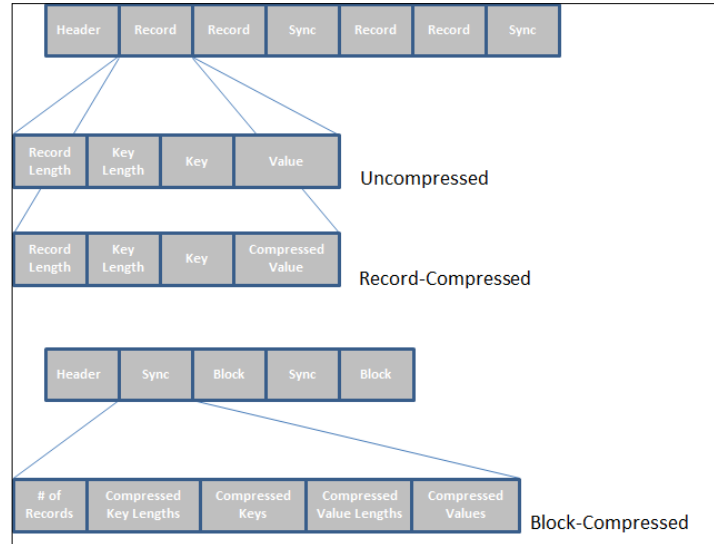 Header Record Record Sync Record Record Sync
Record Length
Key Length
Key
Value
Uncompressed
Record Length
Key Length
Key
Compressed Value
Record-Compressed
Header Sync Block Sync Block
# of Records
Compressed Key Lengths
Compressed Keys
Compressed Value Lengths
Compressed Values
Block-Compressed